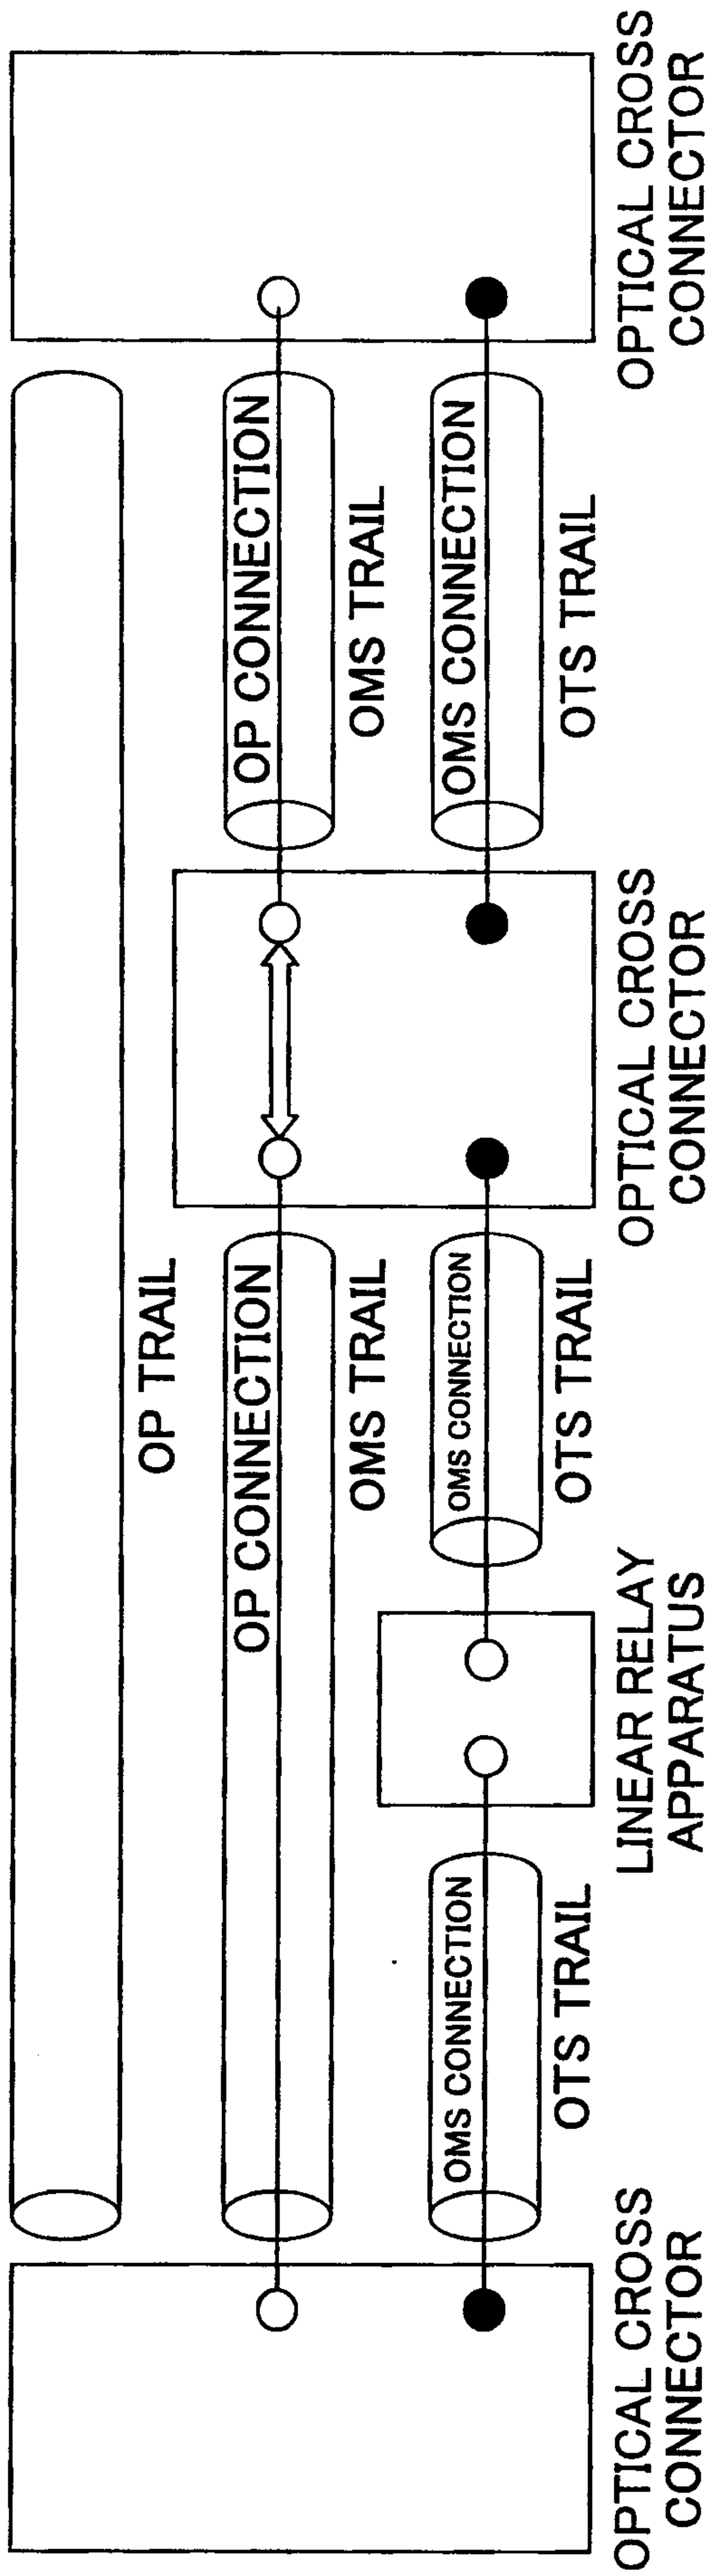 OP TRAIL
OP CONNECTION
OP CONNECTION
OMS TRAIL
OMS TRAIL
OMS CONNECTION
OMS CONNECTION
OMS CONNECTION
OTS TRAIL
OTS TRAIL
OTS TRAIL
OPTICAL CROSS
CONNECTOR
LINEAR RELAY
APPARATUS
OPTICAL CROSS
CONNECTOR
OPTICAL CROSS
CONNECTOR